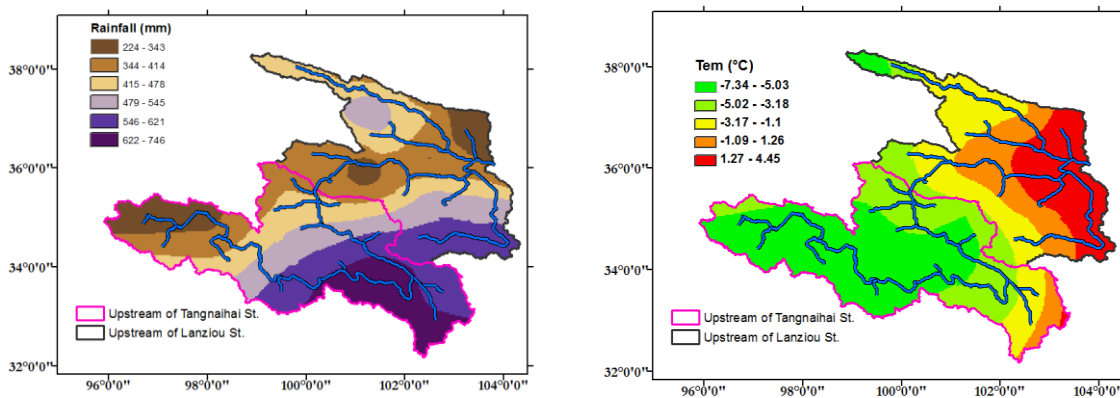 Rainfall (mm)
224 - 343
344 - 414
415 - 478
479 - 545
546 - 621
622 - 746
38°0'0"
36°0'0"
34°0'0"
32°0'0"
Upstream of Tangnaihai St.
Upstream of Lanziou St.
96°0'0"
98°0'0"
100°0'0"
102°0'0"
104°0'0"
Tem (°C)
-7.34 - -5.03
-5.02 - -3.18
-3.17 - -1.1
-1.09 - 1.26
1.27 - 4.45
38°0'0"
36°0'0"
34°0'0"
32°0'0"
Upstream of Tangnaihai St.
Upstream of Lanziou St.
96°0'0"
98°0'0"
100°0'0"
102°0'0"
104°0'0"